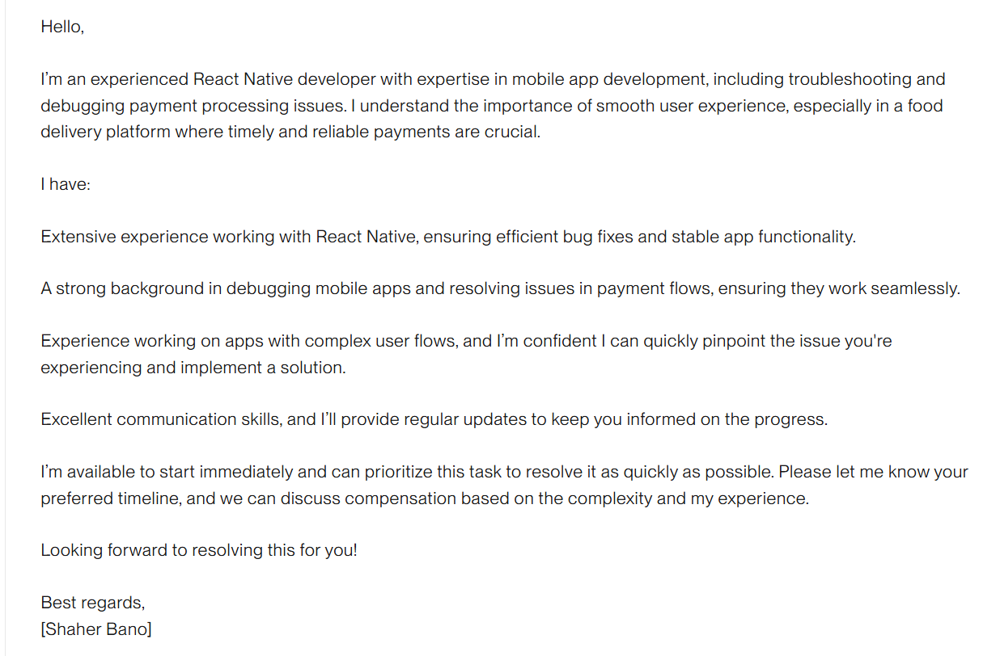 Hello,
I’m an experienced React Native developer with expertise in mobile app development, including troubleshooting and
debugging payment processing issues. I understand the importance of smooth user experience, especially in a food
delivery platform where timely and reliable payments are crucial.
I have:
Extensive experience working with React Native, ensuring efficient bug fixes and stable app functionality.
A strong background in debugging mobile apps and resolving issues in payment flows, ensuring they work seamlessly.
Experience working on apps with complex user flows, and I’m confident I can quickly pinpoint the issue you're
experiencing and implement a solution.
Excellent communication skills, and I’ll provide regular updates to keep you informed on the progress.
I’m available to start immediately and can prioritize this task to resolve it as quickly as possible. Please let me know your
preferred timeline, and we can discuss compensation based on the complexity and my experience.
Looking forward to resolving this for you!
Best regards,
[Shaher Bano]